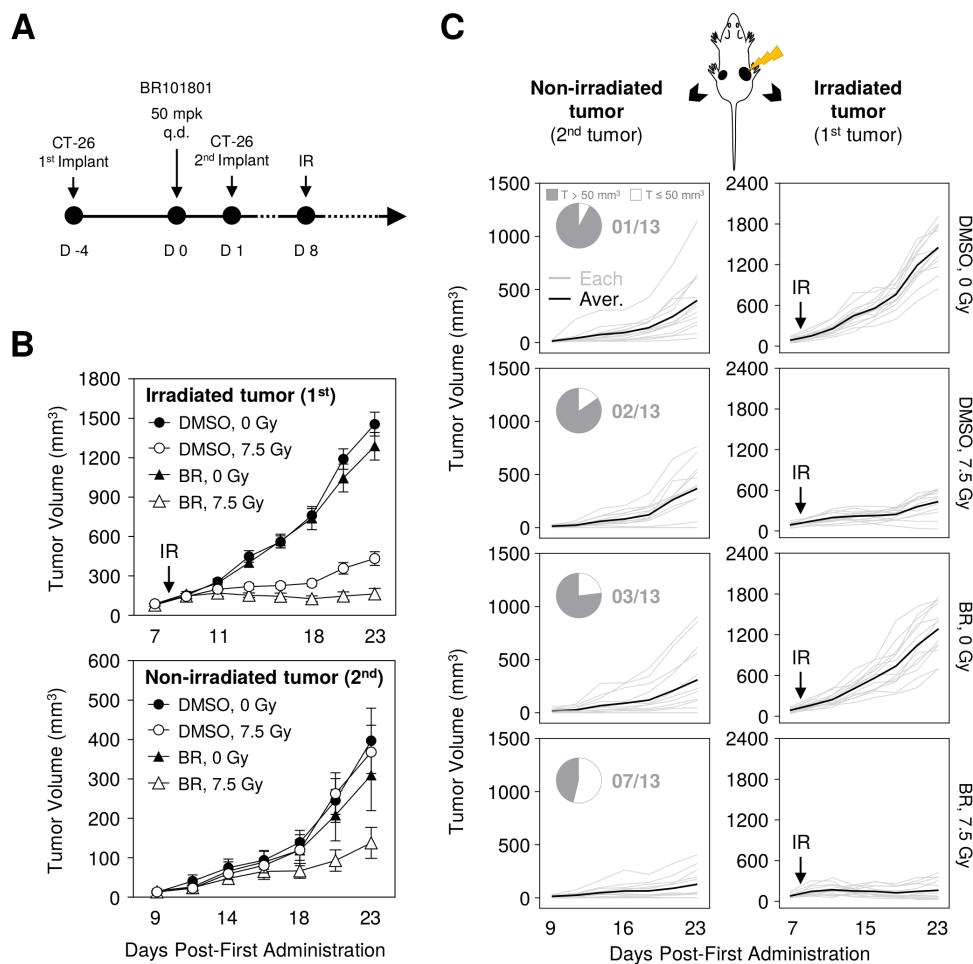 A
BR101801
50 mpk
q.d.
CT-26
1st Implant
CT-26
2nd Implant
IR
D -4
D 0
D 1
D 8
B
Tumor Volume (mm³)
1800
1500
1200
900
600
300
0
Irradiated tumor (1st)
DMSO, 0 Gy
DMSO, 7.5 Gy
BR, 0 Gy
BR, 7.5 Gy
IR
7
11
18
23
Tumor Volume (mm³)
600
500
400
300
200
100
0
Non-irradiated tumor (2nd)
DMSO, 0 Gy
DMSO, 7.5 Gy
BR, 0 Gy
BR, 7.5 Gy
9
14
18
23
Days Post-First Administration
C
Non-irradiated
tumor
(2nd tumor)
Irradiated
tumor
(1st tumor)
Tumor Volume (mm³)
1500
1000
500
0
T > 50 mm³
T ≤ 50 mm³
01/13
Each
Aver.
2400
1800
1200
600
0
IR
DMSO, 0 Gy
1500
1000
500
0
02/13
2400
1800
1200
600
0
IR
DMSO, 7.5 Gy
Tumor Volume (mm³)
1500
1000
500
0
03/13
2400
1800
1200
600
0
IR
BR, 0 Gy
1500
1000
500
0
07/13
2400
1800
1200
600
0
IR
BR, 7.5 Gy
9
16
23
7
15
23
Days Post-First Administration